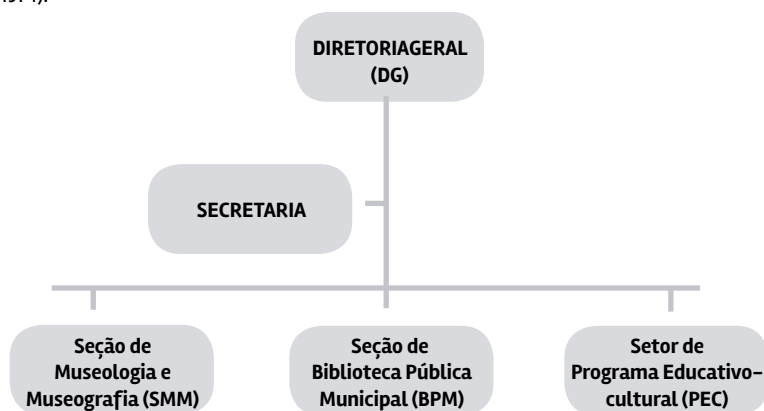 DIRETORIAGERAL
(DG)
SECRETARIA
Seção de
Museologia e
Museografia (SMM)
Seção de
Biblioteca Pública
Municipal (BPM)
Setor de
Programa Educativo-
cultural (PEC)